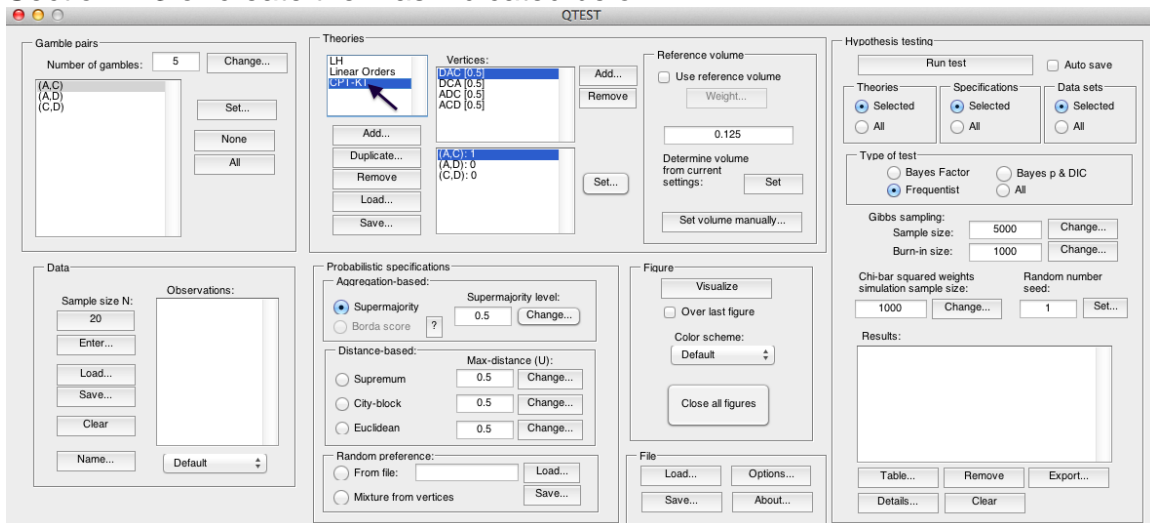 QTEST
Gamble pairs
Number of gambles: 5 Change...
(A,C)
(A,D)
(C,D)
Set...
None
All
Theories
LH
Linear Orders
CPT-KT
Add...
Duplicate...
Remove
Load...
Save...
Vertices:
DAC [0.5]
DCA [0.5]
ADC [0.5]
ACD [0.5]
Add...
Remove
(A,C): 1
(A,D): 0
(C,D): 0
Set...
Reference volume
Use reference volume
Weight...
0.125
Determine volume
from current
settings: Set
Set volume manually...
Hypothesis testing
Run test Auto save
Theories
Selected
All
Specifications
Selected
All
Data sets
Selected
All
Type of test
Bayes Factor Bayes p & DIC
Frequentist All
Gibbs sampling:
Sample size: 5000 Change...
Burn-in size: 1000 Change...
Chi-bar squared weights
simulation sample size:
1000 Change...
Random number
seed:
1 Set...
Results:
Table... Remove Export...
Details... Clear
Data
Sample size N:
20
Enter...
Load...
Save...
Clear
Name...
Observations:
Default
Probabilistic specifications
Aggregation-based:
Supermajority
Borda score ?
Supermajority level:
0.5 Change...
Distance-based:
Max-distance (U):
Supremum 0.5 Change...
City-block 0.5 Change...
Euclidean 0.5 Change...
Random preference:
From file: Load...
Mixture from vertices Save...
Figure
Visualize
Over last figure
Color scheme:
Default
Close all figures
File
Load... Options...
Save... About...